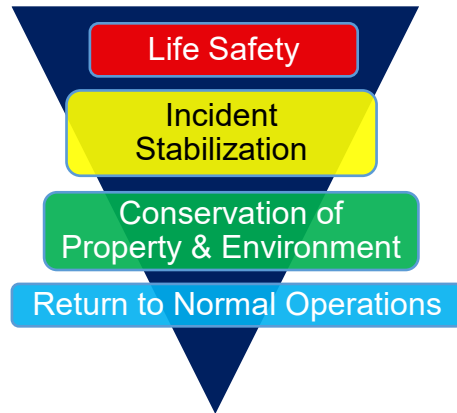 Life Safety
Incident
Stabilization
Conservation of
Property & Environment
Return to Normal Operations